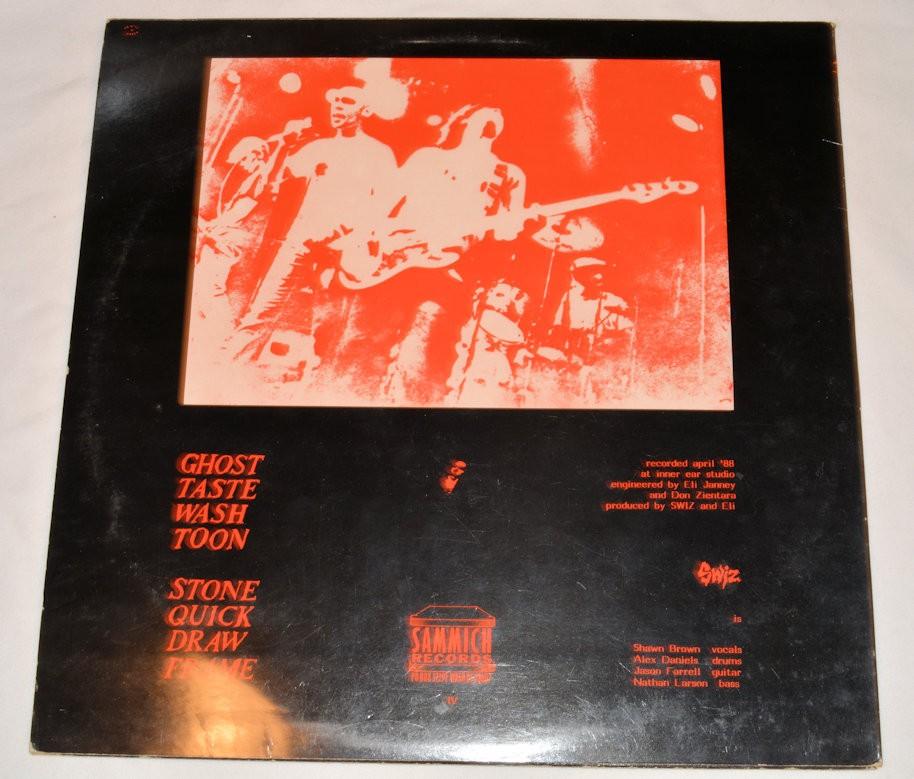 GHOST
TASTE
WASH
TOON
STONE
QUICK
DRAW
SAMMICH
RECORDS
IV
recorded april '88
at inner ear studio
engineered by Eli Janney
and Don Zientara
produced by SWIZ and Eli
Swiz
is
Shawn Brown vocals
Alex Daniels drums
Jason Farrell guitar
Nathan Larson bass